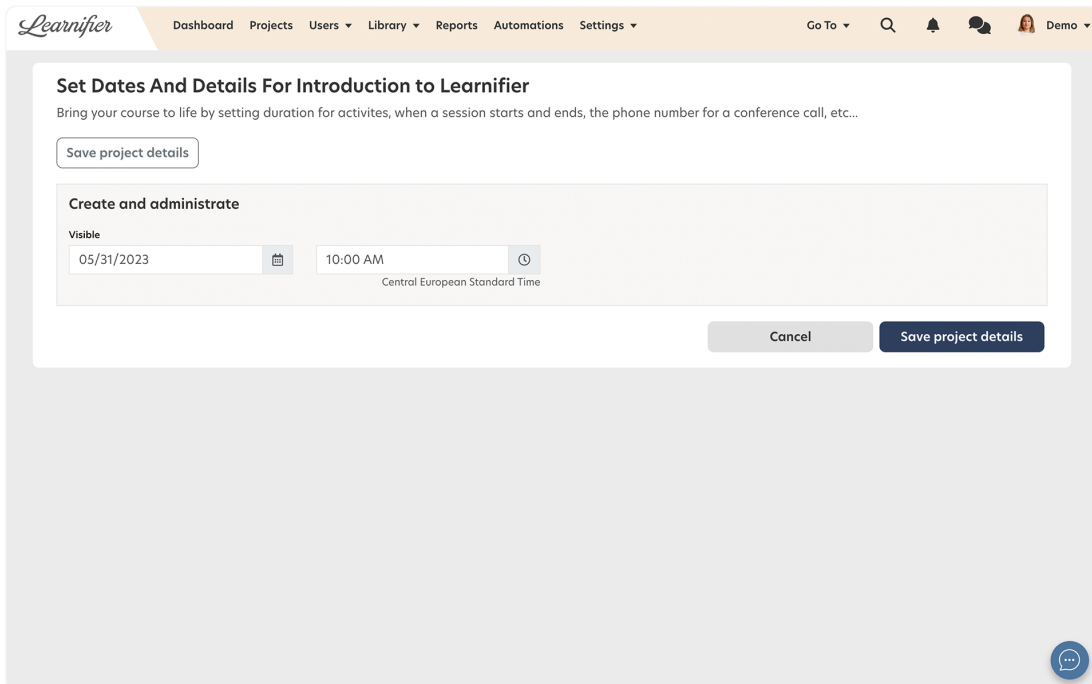 Learnifier Dashboard Projects Users Library Reports Automations Settings Go To Demo
Set Dates And Details For Introduction to Learnifier
Bring your course to life by setting duration for activites, when a session starts and ends, the phone number for a conference call, etc...
Save project details
Create and administrate
Visible
05/31/2023 10:00 AM
Central European Standard Time
Cancel Save project details